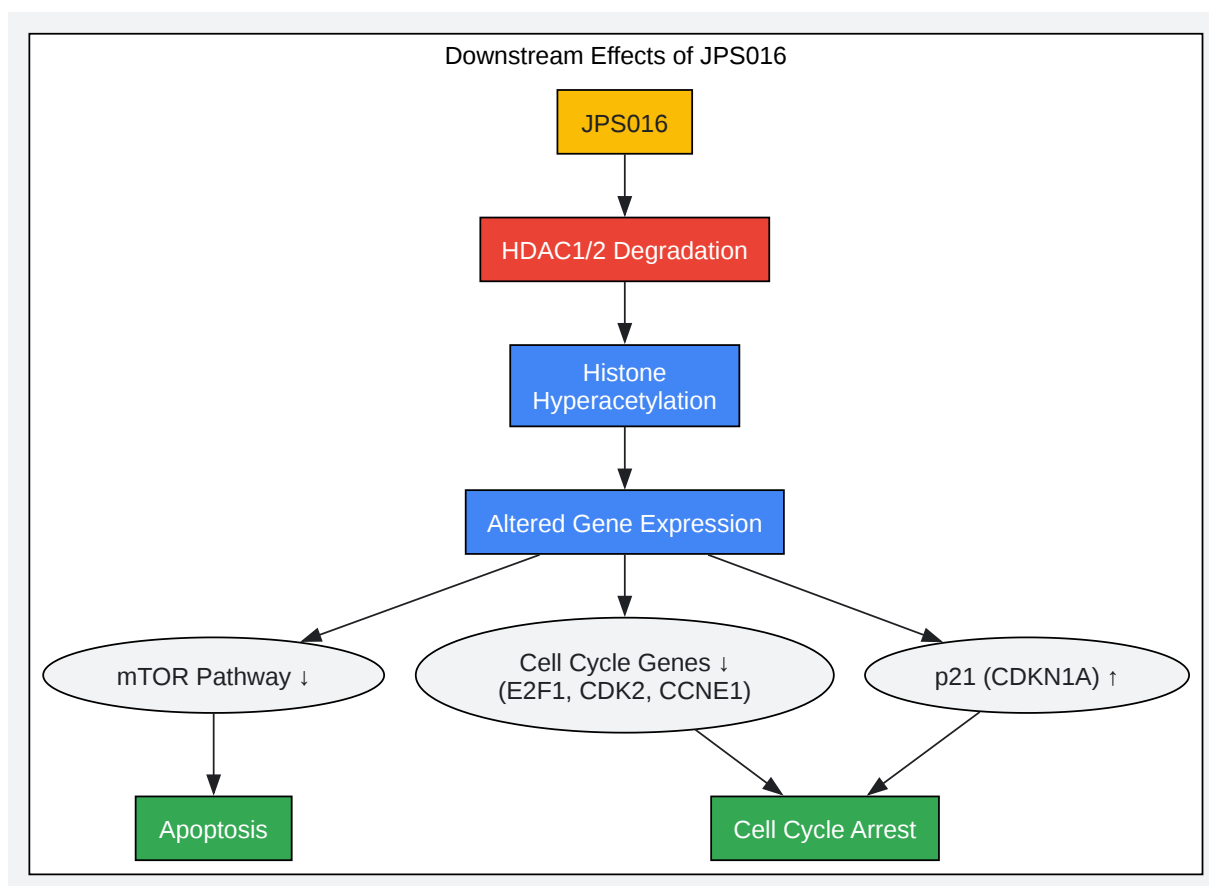 Downstream Effects of JPS016
JPS016
HDAC1/2 Degradation
Histone
Hyperacetylation
Altered Gene Expression
mTOR Pathway ↓
Cell Cycle Genes ↓
(E2F1, CDK2, CCNE1)
p21 (CDKN1A) ↑
Apoptosis
Cell Cycle Arrest